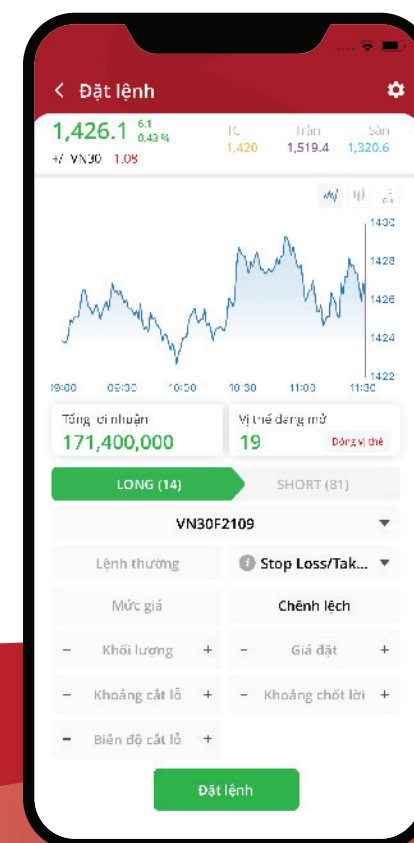 Đặt lệnh
1,426.1 6.1 0,43 %
TC Trần Sàn
1,420 1,519.4 1,320.6
+/- VN30 1.08
1430
1428
1426
1424
1422
09:30 10:30 11:00 11:30
Tổng lợi nhuận Vị thế đang mở
171,400,000 19 Đóng vị thế
LONG (14) SHORT (81)
VN30F2109
Lệnh thường Stop Loss/Tak...
Mức giá Chênh lệch
- Khối lượng + - Giá đặt +
- Khoảng cắt lỗ + - Khoảng chốt lời +
- Biên độ cắt lỗ +
Đặt lệnh